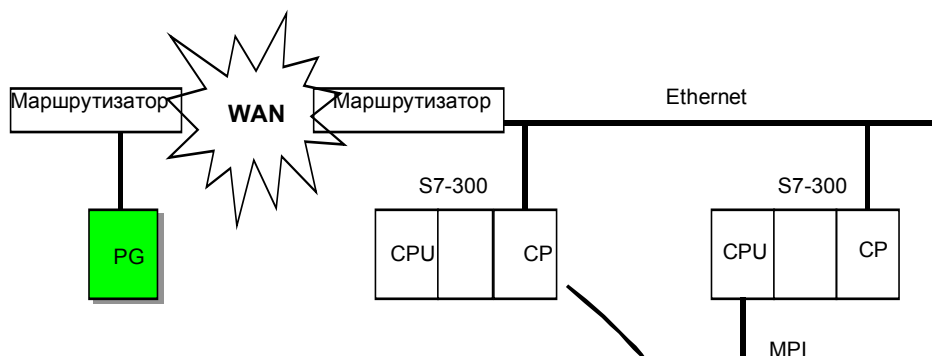 Маршрутизатор
WAN
Маршрутизатор
Ethernet
S7-300
S7-300
PG
CPU
CP
CPU
CP
MPI